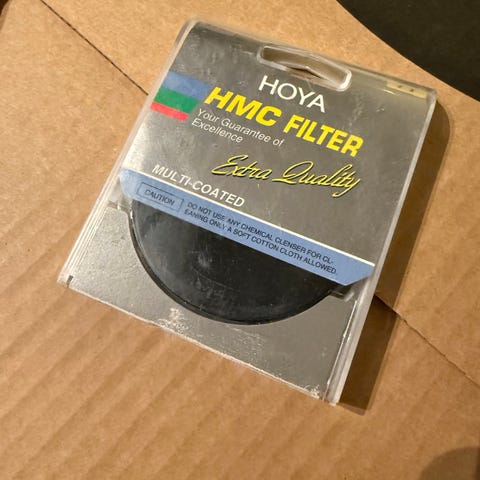 HOYA
HMC FILTER
Your Guarantee of
Excellence
Extra Quality
MULTI-COATED
CAUTION
DO NOT USE ANY CHEMICAL CLENSER FOR CL-
EANING ONLY A SOFT COTTON CLOTH ALLOWED.